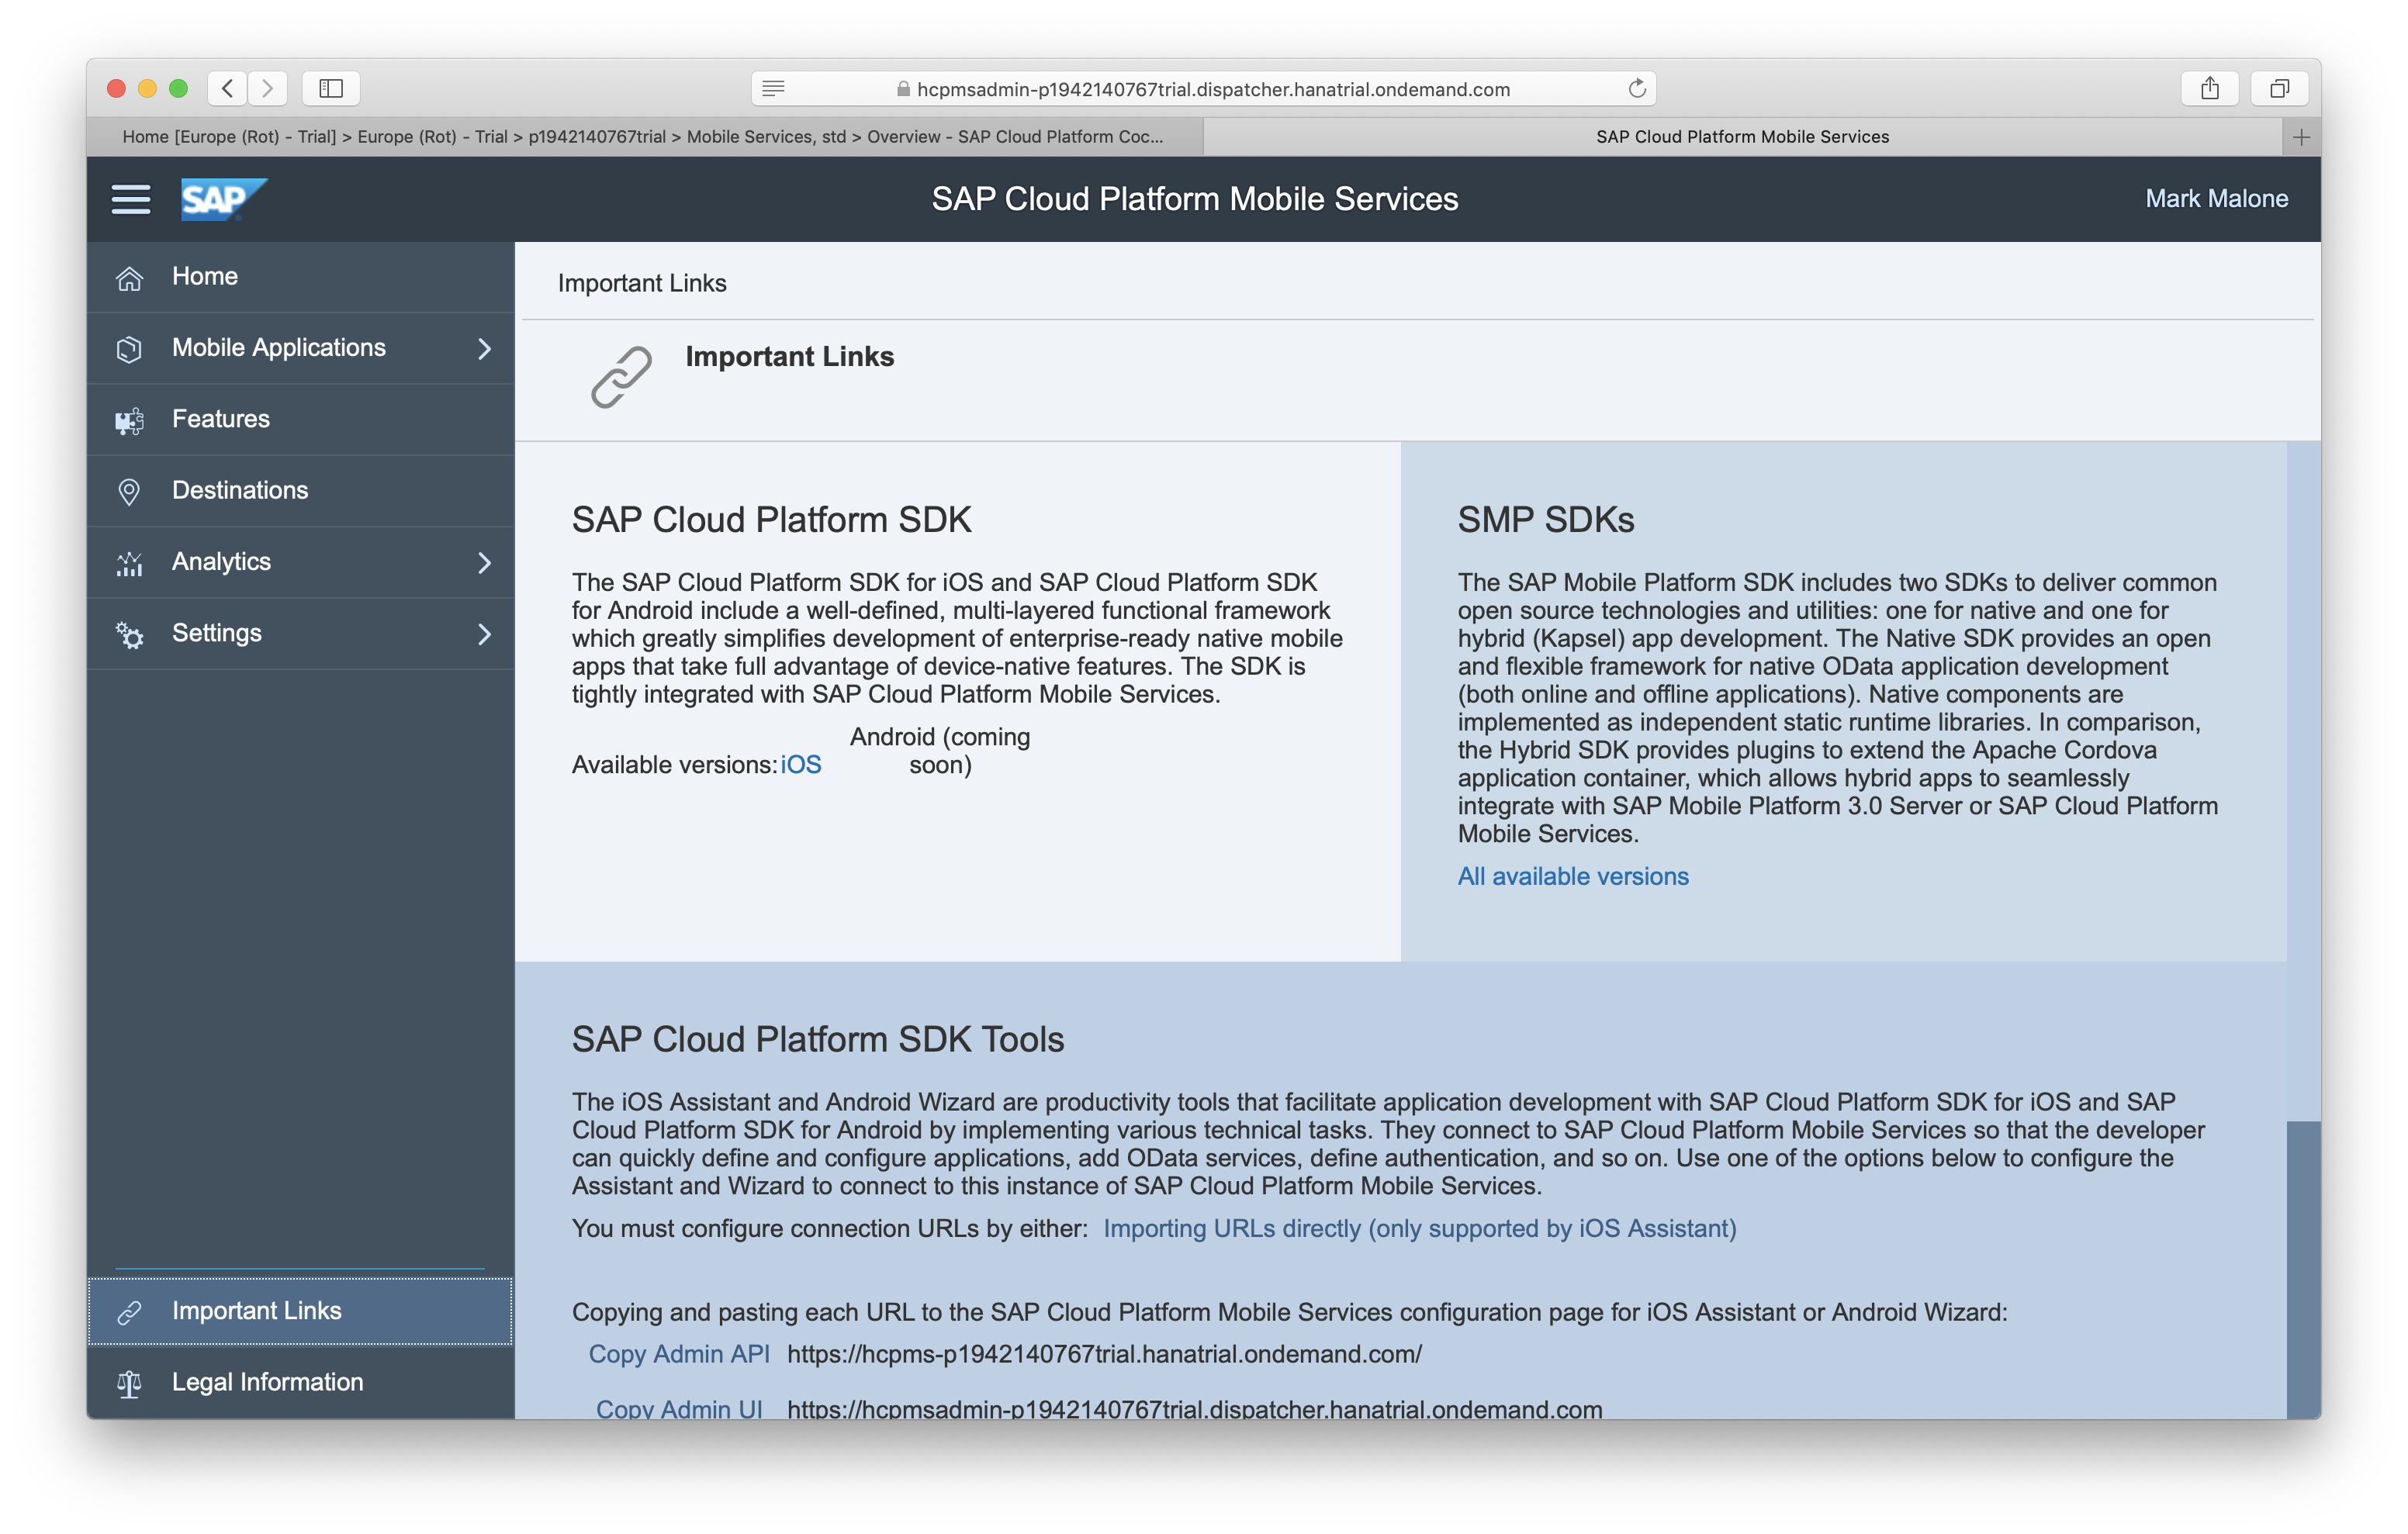 hcpmsadmin-p1942140767trial.dispatcher.hanatrial.ondemand.com
Home [Europe (Rot) - Trial] > Europe (Rot) - Trial > p1942140767trial > Mobile Services, std > Overview - SAP Cloud Platform Coc...
SAP Cloud Platform Mobile Services
SAP
SAP Cloud Platform Mobile Services
Mark Malone
Home
Mobile Applications
Features
Destinations
Analytics
Settings
Important Links
Legal Information
Important Links
Important Links
SAP Cloud Platform SDK
The SAP Cloud Platform SDK for iOS and SAP Cloud Platform SDK
for Android include a well-defined, multi-layered functional framework
which greatly simplifies development of enterprise-ready native mobile
apps that take full advantage of device-native features. The SDK is
tightly integrated with SAP Cloud Platform Mobile Services.
Available versions: iOS
Android (coming
soon)
SMP SDKs
The SAP Mobile Platform SDK includes two SDKs to deliver common
open source technologies and utilities: one for native and one for
hybrid (Kapsel) app development. The Native SDK provides an open
and flexible framework for native OData application development
(both online and offline applications). Native components are
implemented as independent static runtime libraries. In comparison,
the Hybrid SDK provides plugins to extend the Apache Cordova
application container, which allows hybrid apps to seamlessly
integrate with SAP Mobile Platform 3.0 Server or SAP Cloud Platform
Mobile Services.
All available versions
SAP Cloud Platform SDK Tools
The iOS Assistant and Android Wizard are productivity tools that facilitate application development with SAP Cloud Platform SDK for iOS and SAP
Cloud Platform SDK for Android by implementing various technical tasks. They connect to SAP Cloud Platform Mobile Services so that the developer
can quickly define and configure applications, add OData services, define authentication, and so on. Use one of the options below to configure the
Assistant and Wizard to connect to this instance of SAP Cloud Platform Mobile Services.
You must configure connection URLs by either: Importing URLs directly (only supported by iOS Assistant)
Copying and pasting each URL to the SAP Cloud Platform Mobile Services configuration page for iOS Assistant or Android Wizard:
Copy Admin API https://hcpms-p1942140767trial.hanatrial.ondemand.com/
Copy Admin UI https://hcpmsadmin-p1942140767trial.dispatcher.hanatrial.ondemand.com